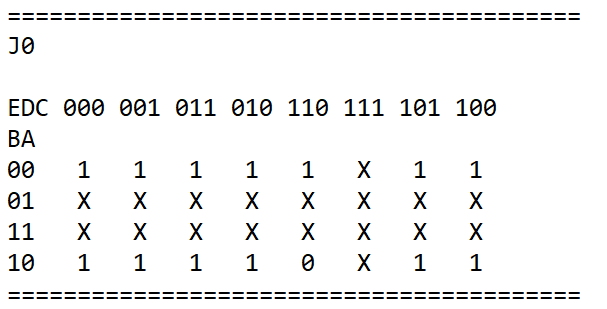 =========================================
J0
EDC 000 001 011 010 110 111 101 100
BA
00 1 1 1 1 1 X 1 1
01 X X X X X X X X
11 X X X X X X X X
10 1 1 1 1 0 X 1 1
=========================================